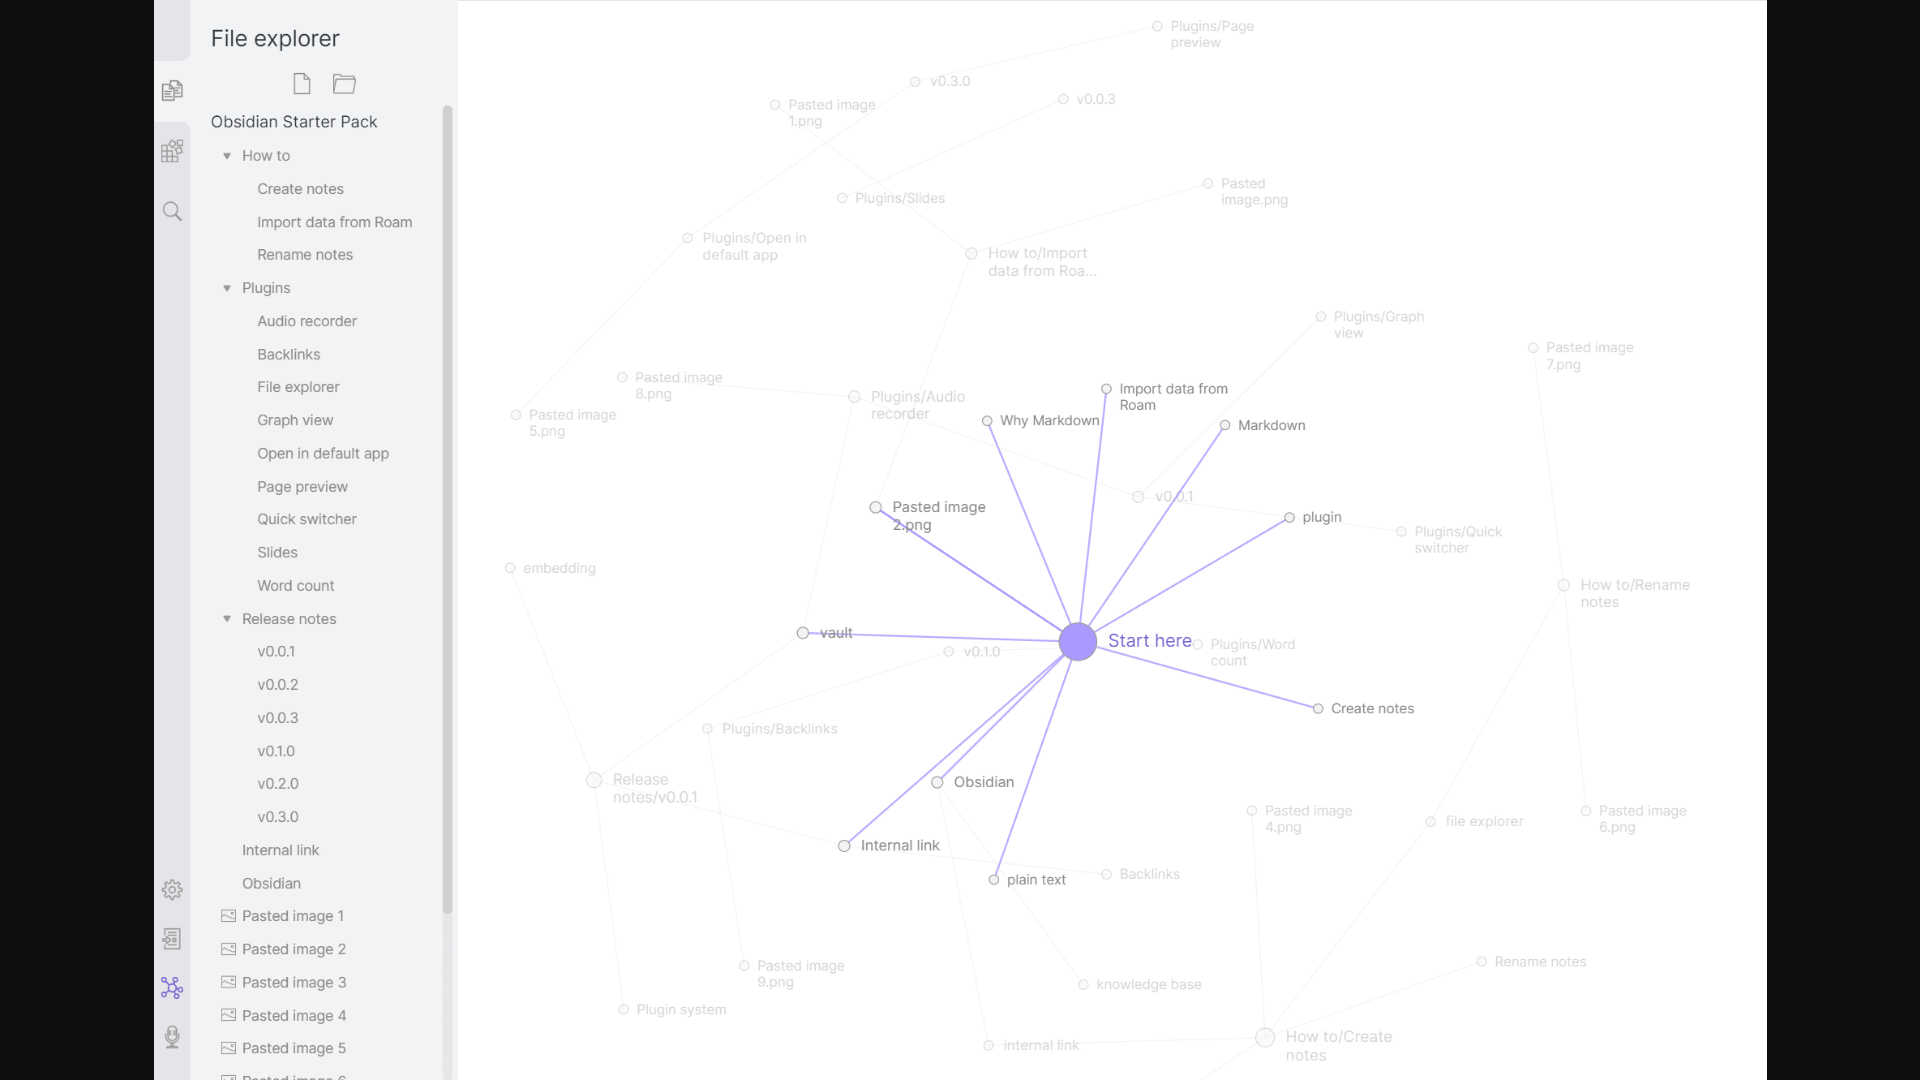 File explorer
Obsidian Starter Pack
How to
Create notes
Import data from Roam
Rename notes
Plugins
Audio recorder
Backlinks
File explorer
Graph view
Open in default app
Page preview
Quick switcher
Slides
Word count
Release notes
v0.0.1
v0.0.2
v0.0.3
v0.1.0
v0.2.0
v0.3.0
Internal link
Obsidian
Pasted image 1
Pasted image 2
Pasted image 3
Pasted image 4
Pasted image 5
Plugins/Page
preview
v0.3.0
v0.0.3
Pasted image
1.png
Pasted
image.png
Plugins/Slides
Plugins/Open in
default app
How to/Import
data from Roa...
Plugins/Graph
view
Pasted image
7.png
Pasted image
8.png
Plugins/Audio
recorder
Import data from
Roam
Pasted image
5.png
Why Markdown
Markdown
v0.0.1
Pasted image
2.png
plugin
Plugins/Quick
switcher
embedding
How to/Rename
notes
vault
Start here
Plugins/Word
count
v0.1.0
Create notes
Plugins/Backlinks
Release
notes/v0.0.1
Obsidian
Pasted image
4.png
file explorer
Pasted image
6.png
Internal link
plain text
Backlinks
Pasted image
9.png
Rename notes
knowledge base
Plugin system
internal link
How to/Create
notes